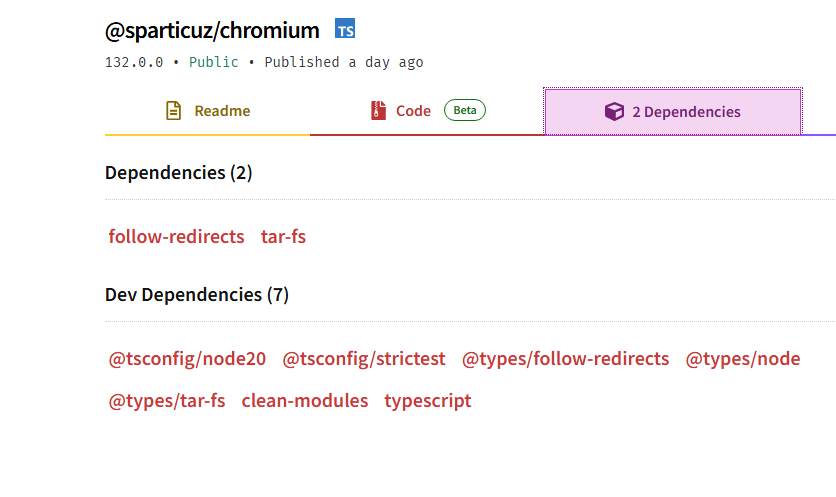 @sparticuz/chromium TS
132.0.0 • Public • Published a day ago
Readme Code Beta 2 Dependencies
Dependencies (2)
follow-redirects tar-fs
Dev Dependencies (7)
@tsconfig/node20 @tsconfig/strictest @types/follow-redirects @types/node
@types/tar-fs clean-modules typescript